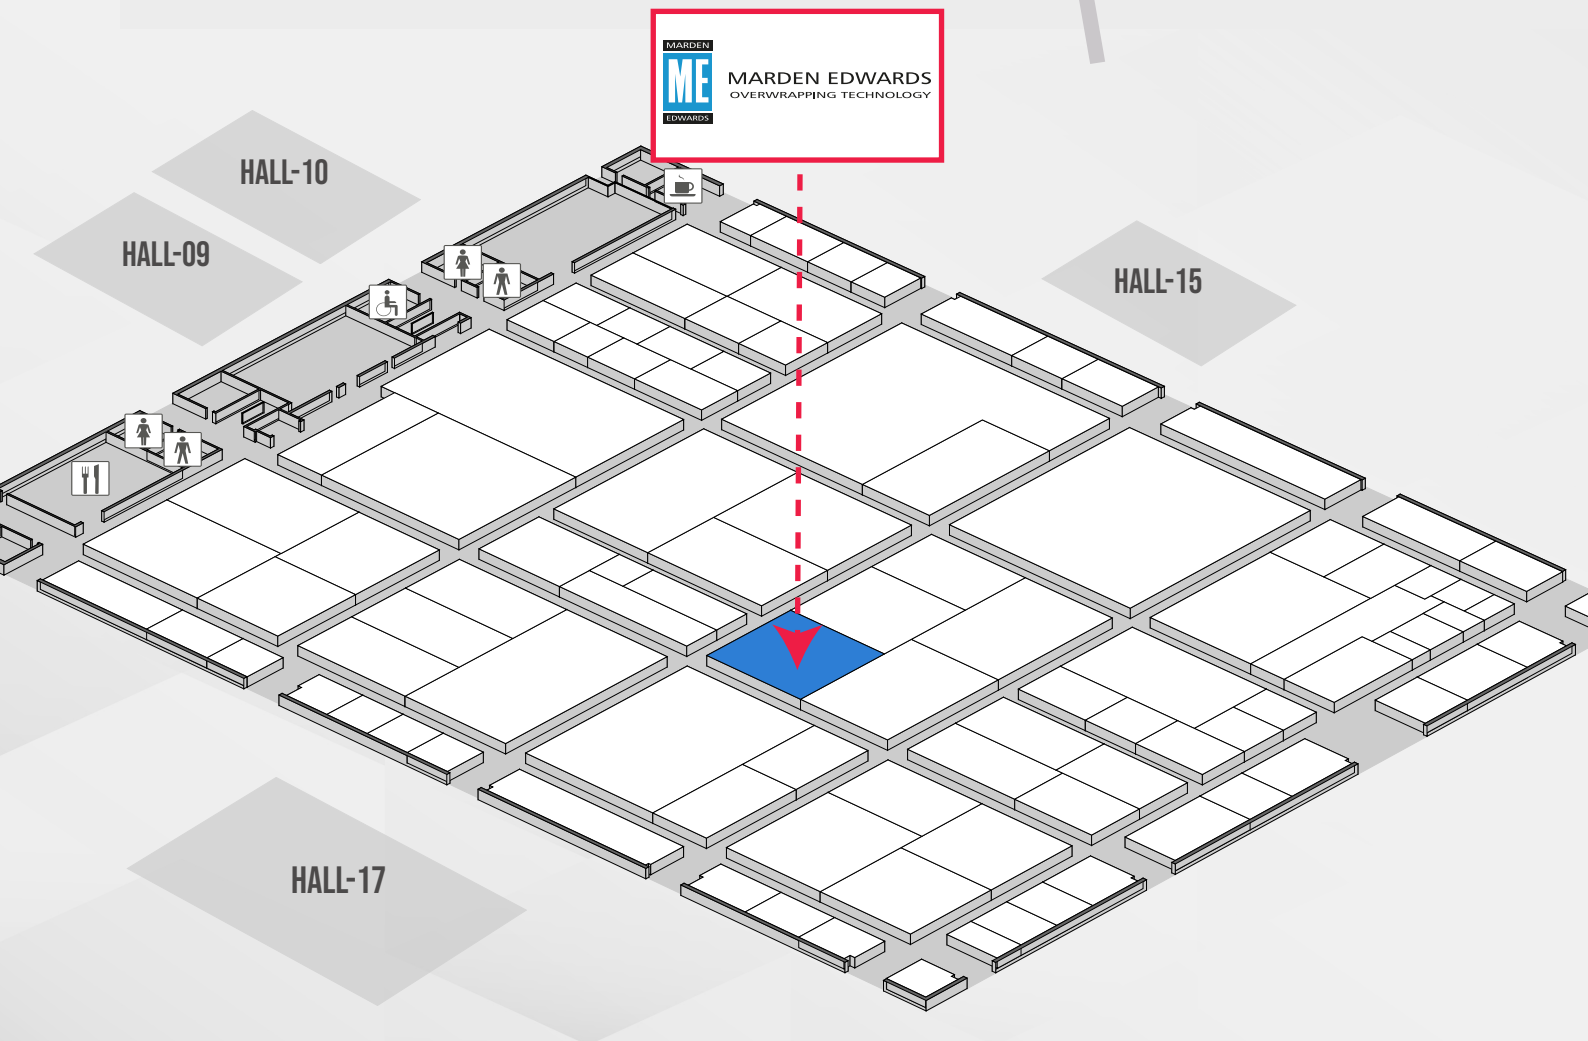 MARDEN
ME
EDWARDS
MARDEN EDWARDS
OVERWRAPPING TECHNOLOGY
HALL-10
HALL-09
HALL-15
HALL-17